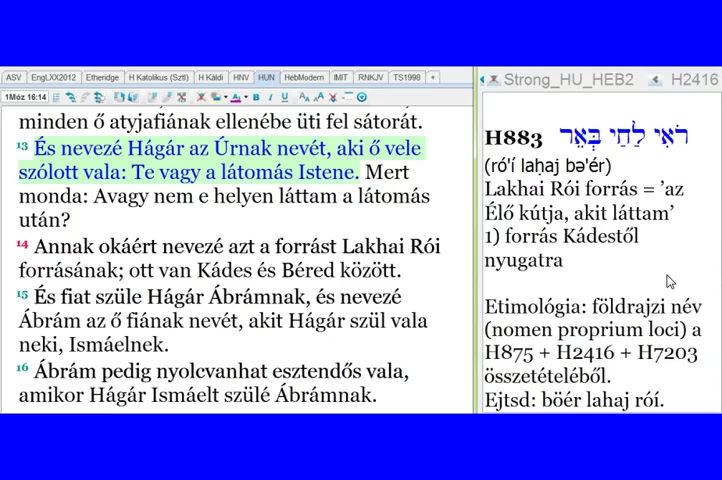 ASV EngLXX2012 Etheridge H Katolikus (Sztl) H Káldi HNV HUN HebModern IMIT RNKJV TS1998 +
1Móz 16:14
minden ő atyjafiának ellenébe üti fel sátorát.
13 És nevezé Hágár az Úrnak nevét, aki ő vele
szólott vala: Te vagy a látomás Istene. Mert
monda: Avagy nem e helyen láttam a látomás
után?
14 Annak okáért nevezé azt a forrást Lakhai Rói
forrásának; ott van Kádes és Béred között.
15 És fiat szüle Hágár Ábrámnak, és nevezé
Ábrám az ő fiának nevét, akit Hágár szül vala
neki, Ismáelnek.
16 Ábrám pedig nyolcvanhat esztendős vala,
amikor Hágár Ismáelt szülé Ábrámnak.
Strong_HU_HEB2 H2416
H883 רֹאִי לַחַי בְּאֵר
(ró'í laḥaj bə'ér)
Lakhai Rói forrás = ’az
Élő kútja, akit láttam’
1) forrás Kádestől
nyugatra
Etimológia: földrajzi név
(nomen proprium loci) a
H875 + H2416 + H7203
összetételéből.
Ejtsd: böér lahaj róí.